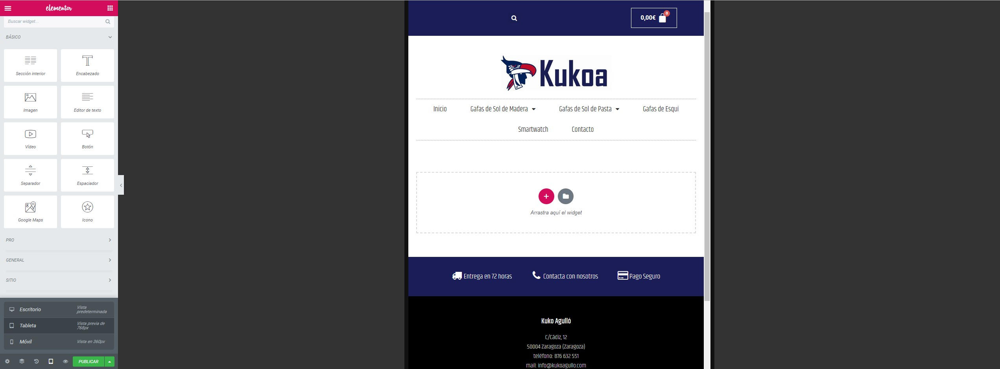 elementor
Buscar widget...
BÁSICO
Sección interior
Encabezado
Imagen
Editor de texto
Vídeo
Botón
Separador
Espaciador
Google Maps
Icono
PRO
GENERAL
SITIO
Escritorio
Vista
predeterminada
Tableta
Vista previa de
768px
Móvil
Vista en 360px
PUBLICAR
0,00€
0
Kukoa
Inicio
Gafas de Sol de Madera
Gafas de Sol de Pasta
Gafas de Esquí
Smartwatch
Contacto
Arrastra aquí el widget
Entrega en 72 horas
Contacta con nosotros
Pago Seguro
Kuko Agulló
C/Cádiz, 12
50004 Zaragoza (Zaragoza)
teléfono: 876 632 551
mail: info@kukoagullo.com